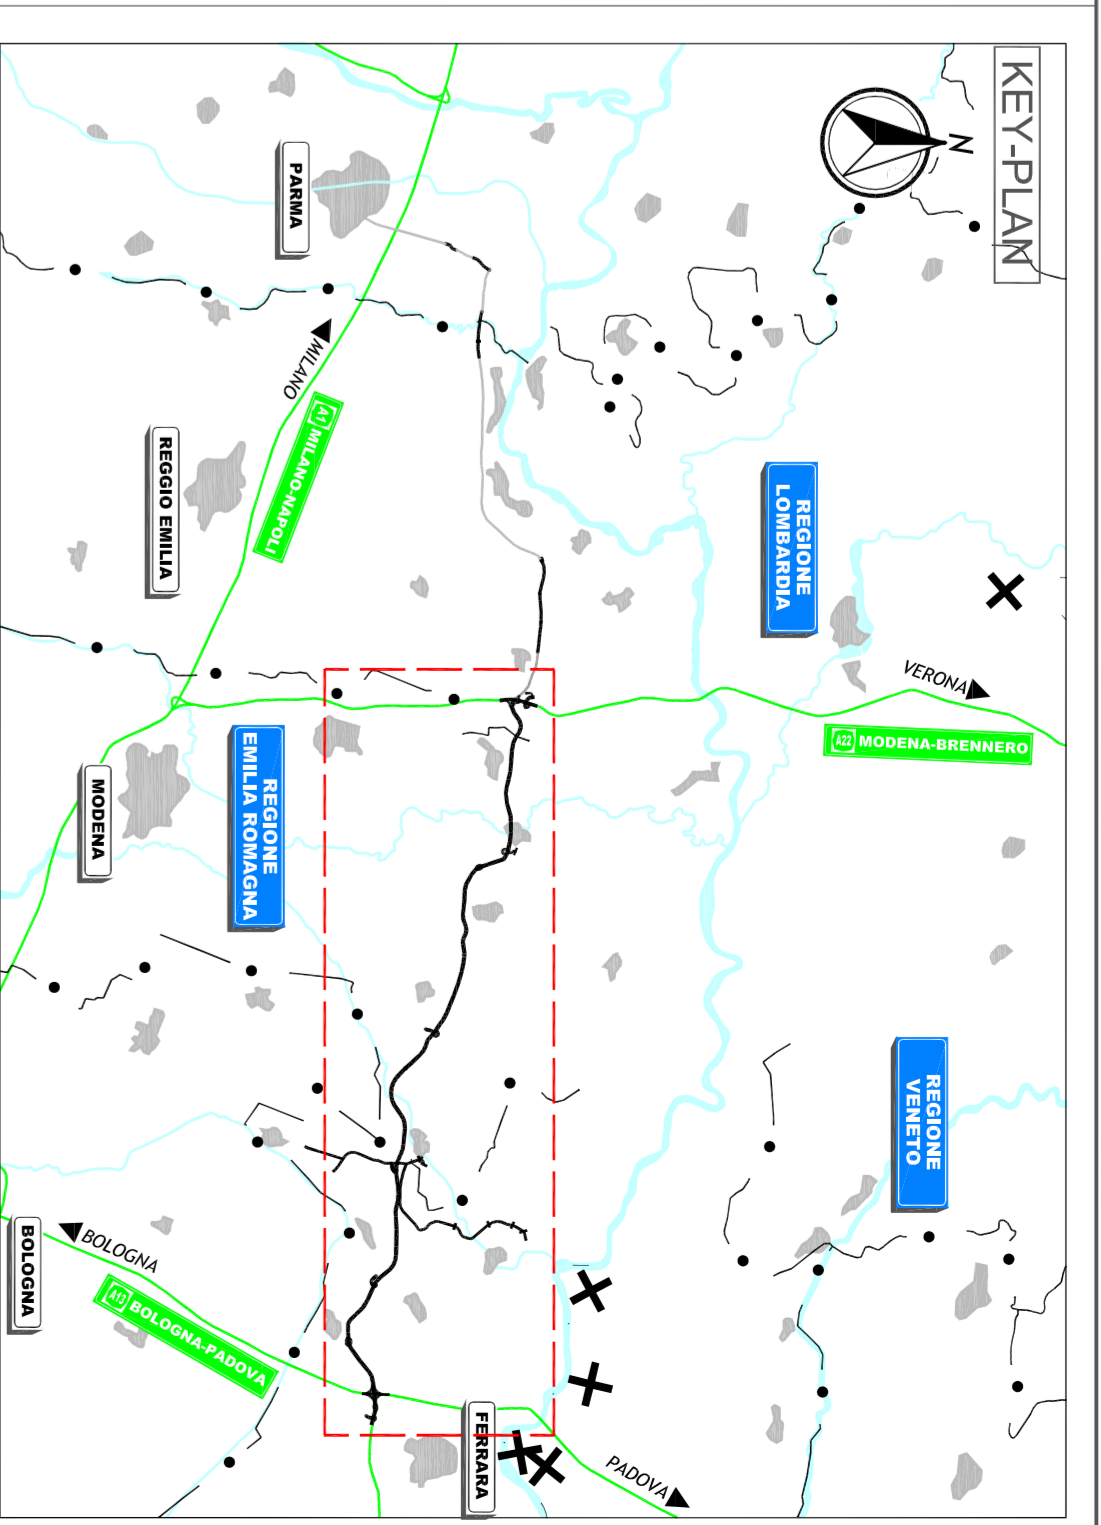 KEY-PLAN
N
VERONA
A22 MODENA-BRENNERO
REGIONE
LOMBARDIA
REGIONE
VENETO
PARMA
MILANO
A1 MILANO-NAPOLI
REGGIO EMILIA
REGIONE
EMILIA ROMAGNA
MODENA
FERRARA
PADOVA
BOLOGNA
A13 BOLOGNA-PADOVA
BOLOGNA